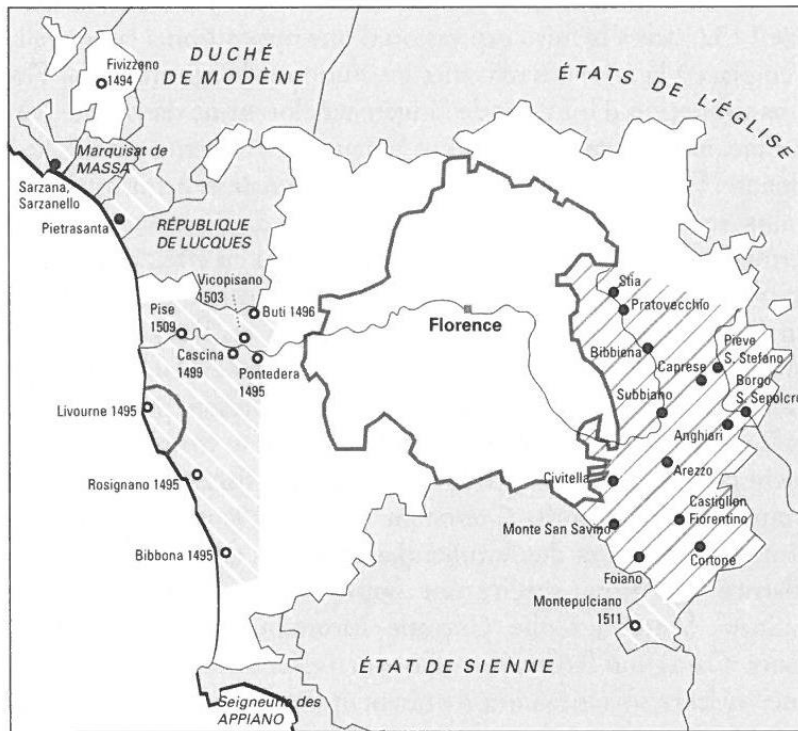 Fivizzano
1494
DUCHÉ
DE MODÈNE
ÉTATS DE L'ÉGLISE
Marquisat de
MASSA
Sarzana,
Sarzanello
Pietrasanta
RÉPUBLIQUE
DE LUCQUES
Vicopisano
1503
Pise
1509
Buti 1496
Cascina
1499
Pontedera
1495
Florence
Stia
Pratovecchio
Bibbiena
Pieve
S. Stefano
Caprese
Borgo
S. Sepolcro
Subbiano
Anghiari
Livourne 1495
Arezzo
Civitella
Rosignano 1495
Castiglion
Fiorentino
Monte San Savino
Cortone
Bibbona 1495
Foiano
Montepulciano
1511
ÉTAT DE SIENNE
Seigneurie des
APPIANO